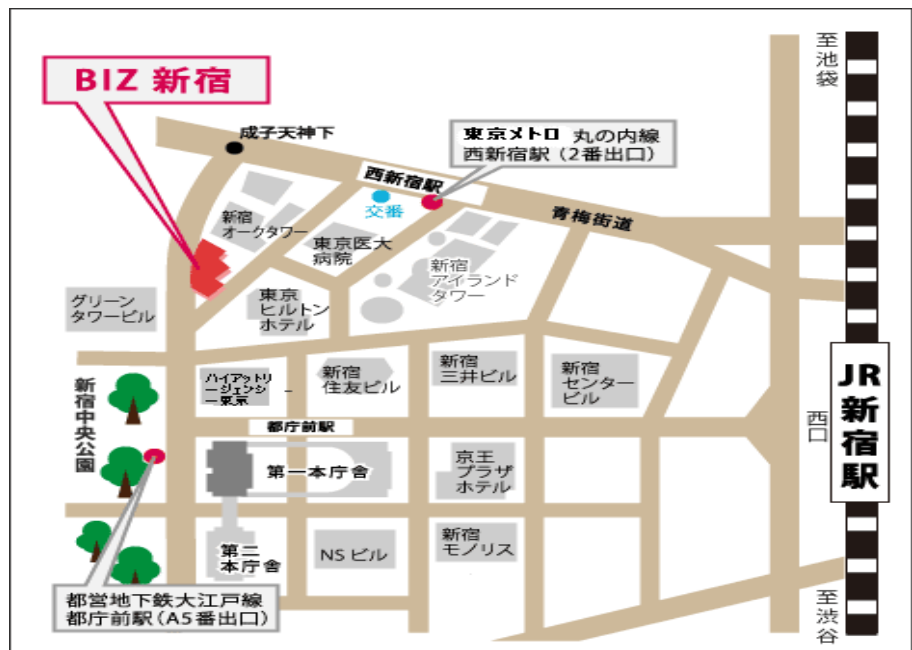 至池袋
BIZ 新宿
成子天神下
東京メトロ 丸の内線
西新宿駅（2番出口）
西新宿駅
交番
青梅街道
新宿
オークタワー
東京医大
病院
新宿
アイランド
タワー
グリーン
タワービル
東京
ヒルトン
ホテル
ハイアットリ
ージェンシ
ー東京
新宿
住友ビル
新宿
三井ビル
新宿
センター
ビル
JR新宿駅
西口
新宿中央公園
都庁前駅
第一本庁舎
京王
プラザ
ホテル
第二
本庁舎
NSビル
新宿
モノリス
都営地下鉄大江戸線
都庁前駅（A5番出口）
至渋谷